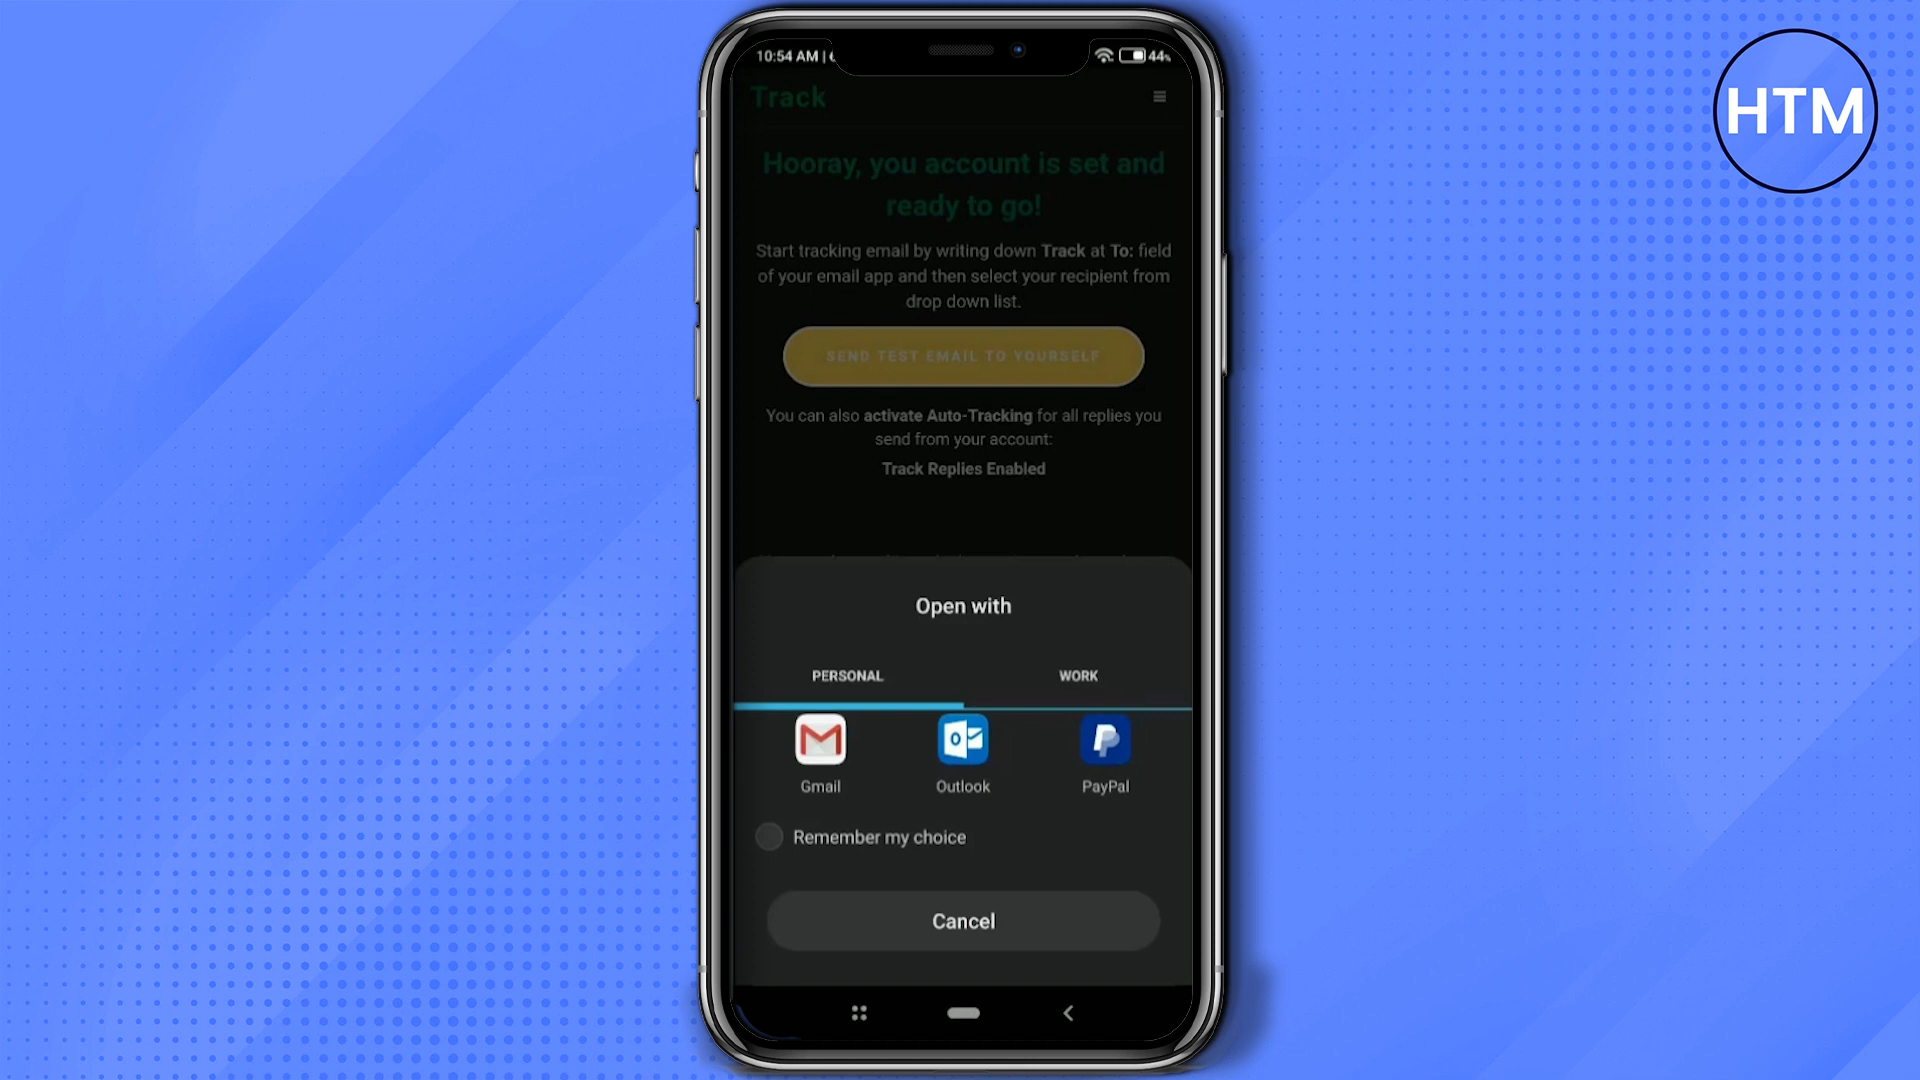 HTM
10:54 AM |
44%
Track
Hooray, you account is set and
ready to go!
Start tracking email by writing down Track at To: field
of your email app and then select your recipient from
drop down list.
SEND TEST EMAIL TO YOURSELF
You can also activate Auto-Tracking for all replies you
send from your account:
Track Replies Enabled
Open with
PERSONAL
WORK
Gmail
Outlook
PayPal
Remember my choice
Cancel